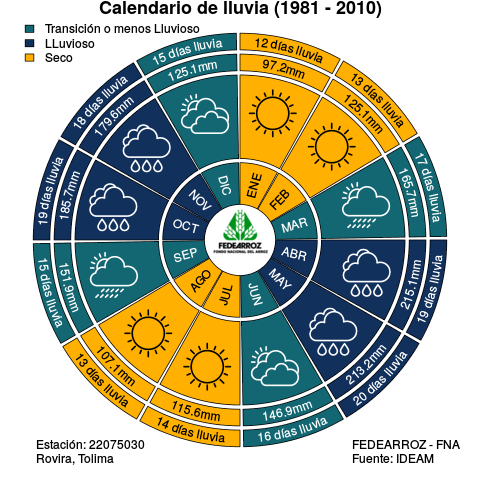 Calendario de lluvia (1981 - 2010)
Transición o menos Lluvioso
LLuvioso
Seco
12 días lluvia
97.2mm
ENE
13 días lluvia
125.1mm
FEB
17 días lluvia
165.7mm
MAR
19 días lluvia
215.1mm
ABR
20 días lluvia
213.2mm
MAY
16 días lluvia
146.9mm
JUN
14 días lluvia
115.6mm
JUL
13 días lluvia
107.1mm
AGO
15 días lluvia
151.9mm
SEP
19 días lluvia
185.7mm
OCT
18 días lluvia
179.6mm
NOV
15 días lluvia
125.1mm
DIC
FEDEARROZ
FONDO NACIONAL DEL ARROZ
Estación: 22075030
Rovira, Tolima
FEDEARROZ - FNA
Fuente: IDEAM